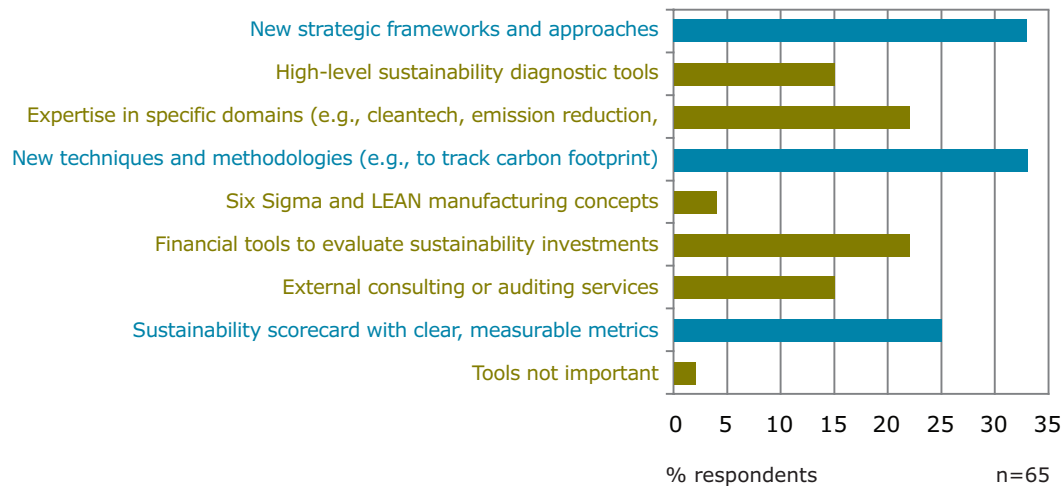 New strategic frameworks and approaches
High-level sustainability diagnostic tools
Expertise in specific domains (e.g., cleantech, emission reduction,
New techniques and methodologies (e.g., to track carbon footprint)
Six Sigma and LEAN manufacturing concepts
Financial tools to evaluate sustainability investments
External consulting or auditing services
Sustainability scorecard with clear, measurable metrics
Tools not important
0 5 10 15 20 25 30 35
% respondents n=65